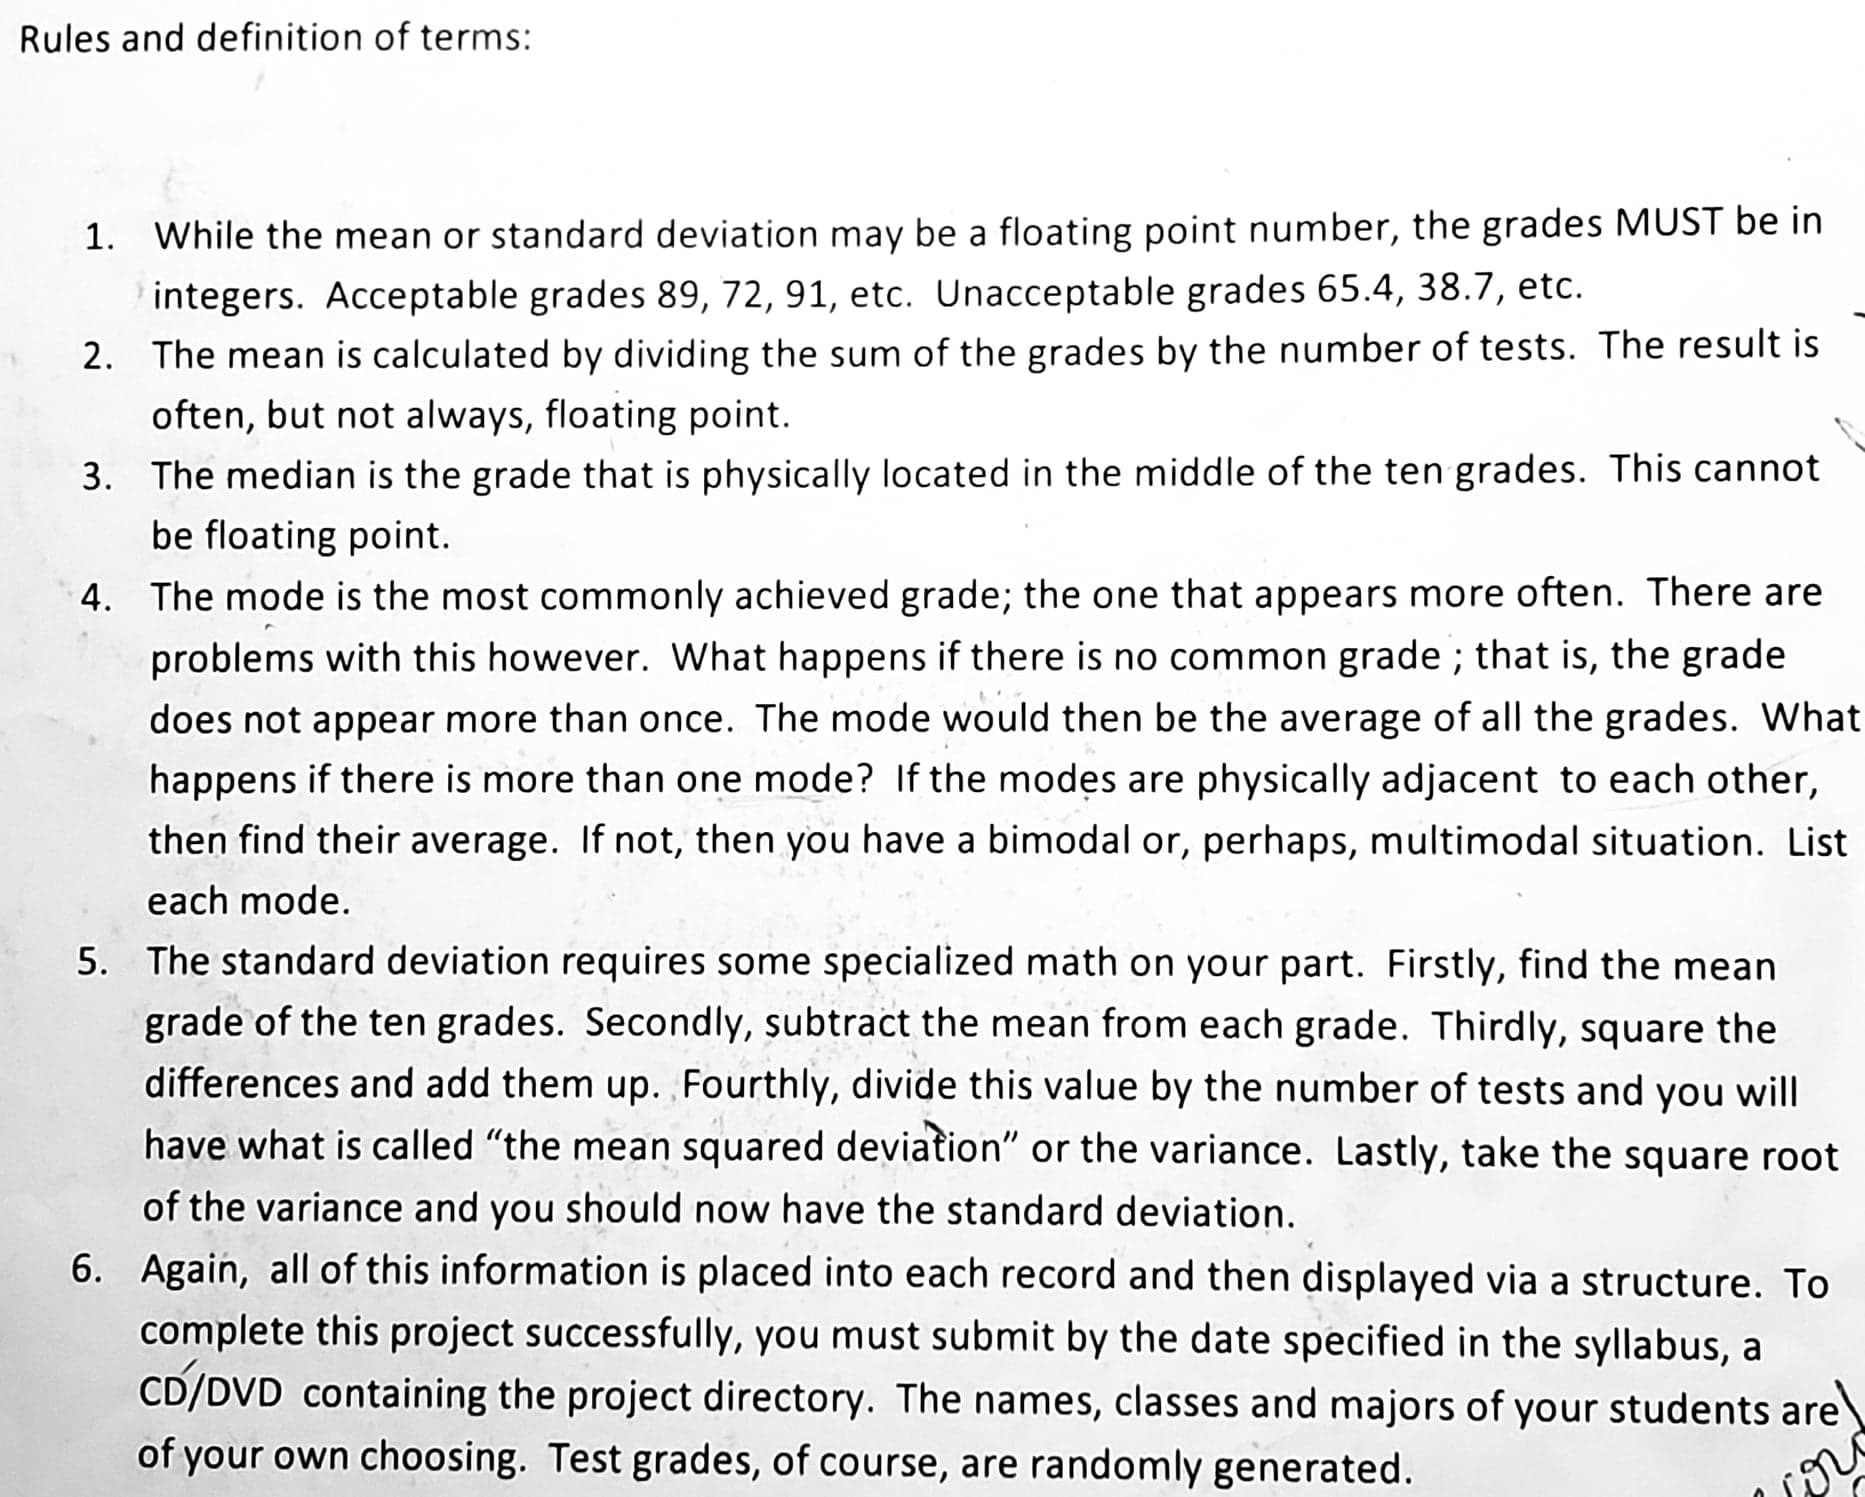 Rules and definition of terms:
1. While the mean or standard deviation may be a floating point number, the grades MUST be in
integers. Acceptable grades 89, 72, 91, etc. Unacceptable grades 65.4, 38.7, etc.
2. The mean is calculated by dividing the sum of the grades by the number of tests. The result is
often, but not always, floating point.
3. The median is the grade that is physically located in the middle of the ten grades. This cannot
be floating point.
4. The mode is the most commonly achieved grade; the one that appears more often. There are
problems with this however. What happens if there is no common grade ; that is, the grade
does not appear more than once. The mode would then be the average of all the grades. What
happens if there is more than one mode? If the modes are physically adjacent to each other,
then find their average. If not, then you have a bimodal or, perhaps, multimodal situation. List
each mode.
5. The standard deviation requires some specialized math on your part. Firstly, find the mean
grade of the ten grades. Secondly, subtract the mean from each grade. Thirdly, square the
differences and add them up. Fourthly, divide this value by the number of tests and you will
have what is called “the mean squared deviation” or the variance. Lastly, take the square root
of the variance and you should now have the standard deviation.
6. Again, all of this information is placed into each record and then displayed via a structure. To
complete this project successfully, you must submit by the date specified in the syllabus, a
CD/DVD containing the project directory. The names, classes and majors of your students are
of your own choosing. Test grades, of course, are randomly generated.